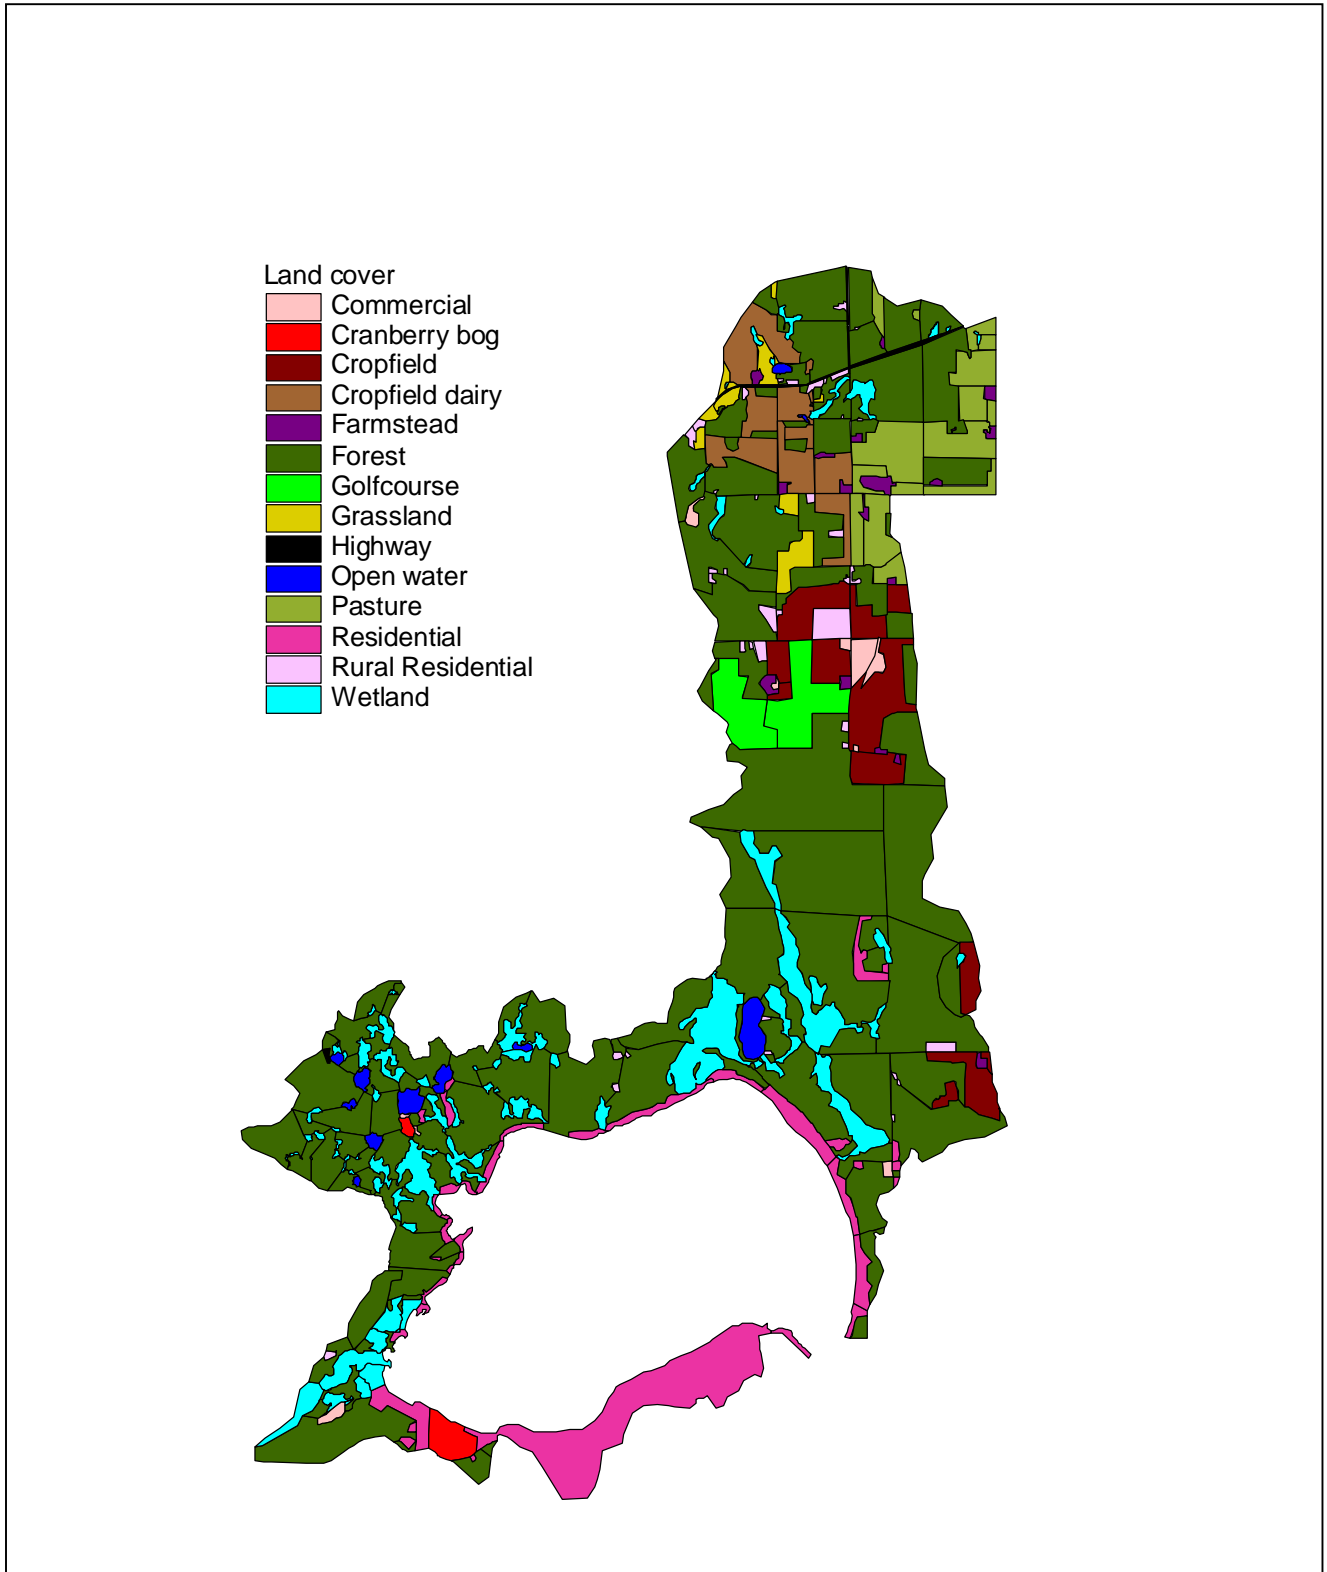 Land cover
Commercial
Cranberry bog
Cropfield
Cropfield dairy
Farmstead
Forest
Golfcourse
Grassland
Highway
Open water
Pasture
Residential
Rural Residential
Wetland